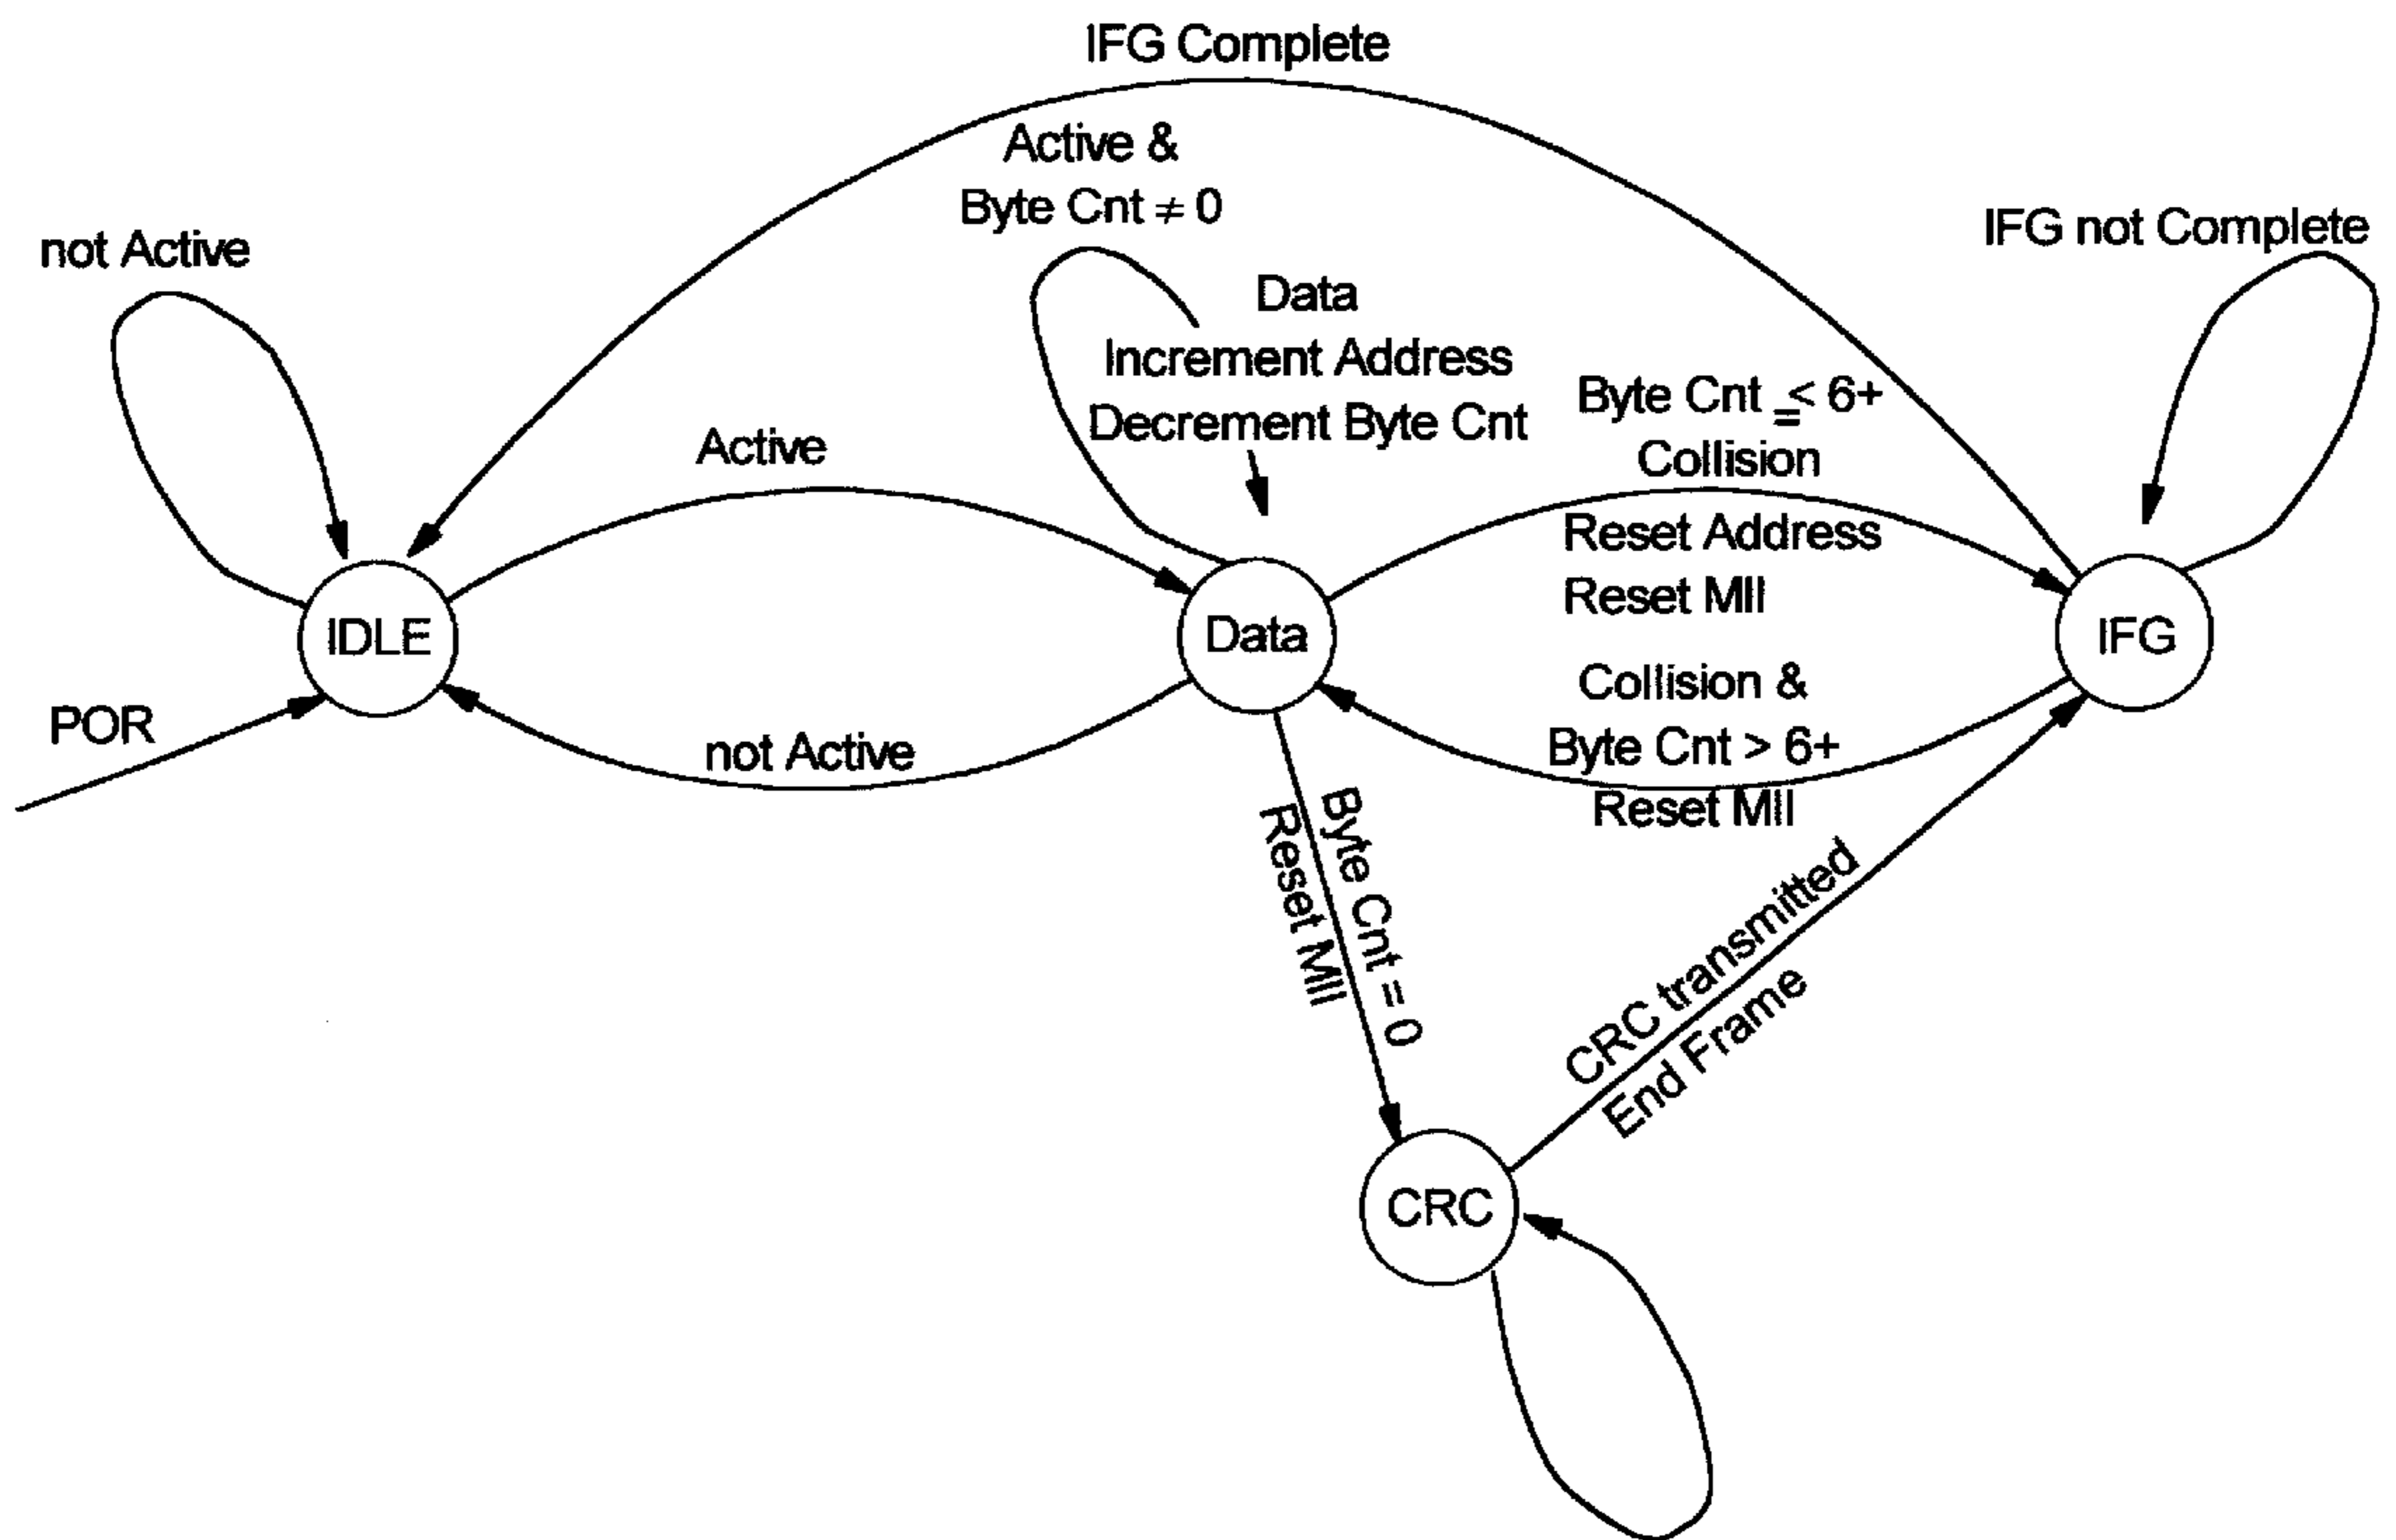 IFG Complete
Active &
Byte Cnt ≠ 0
not Active
IFG not Complete
Data
Increment Address
Decrement Byte Cnt
Byte Cnt ≤ 6+
Collision
Active
Reset Address
Reset MII
IDLE
Data
IFG
Collision &
Byte Cnt > 6+
Reset MII
POR
not Active
Byte Cnt = 0
Reset MII
CRC transmitted
End Frame
CRC